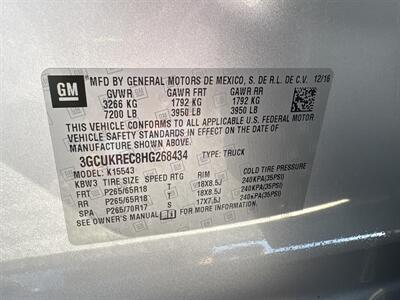 GM
MFD BY GENERAL MOTORS DE MEXICO, S. DE R.L. DE C.V. 12/16
GVWR GAWR FRT GAWR RR
3266 KG 1792 KG 1792 KG
7200 LB 3950 LB 3950 LB
THIS VEHICLE CONFORMS TO ALL APPLICABLE U.S. FEDERAL MOTOR
VEHICLE SAFETY STANDARDS IN EFFECT ON THE DATE OF
MANUFACTURE SHOWN ABOVE.
3GCUKREC8HG268434 TYPE: TRUCK
MODEL: K15543
KBW3 TIRE SIZE SPEED RTG RIM COLD TIRE PRESSURE
FRT P265/65R18 T 18X8.5J 240KPA(35PSI)
RR P265/65R18 T 18X8.5J 240KPA(35PSI)
SPA P265/70R17 S 17X7.5J 240KPA(35PSI)
SEE OWNER'S MANUAL FOR MORE INFORMATION.